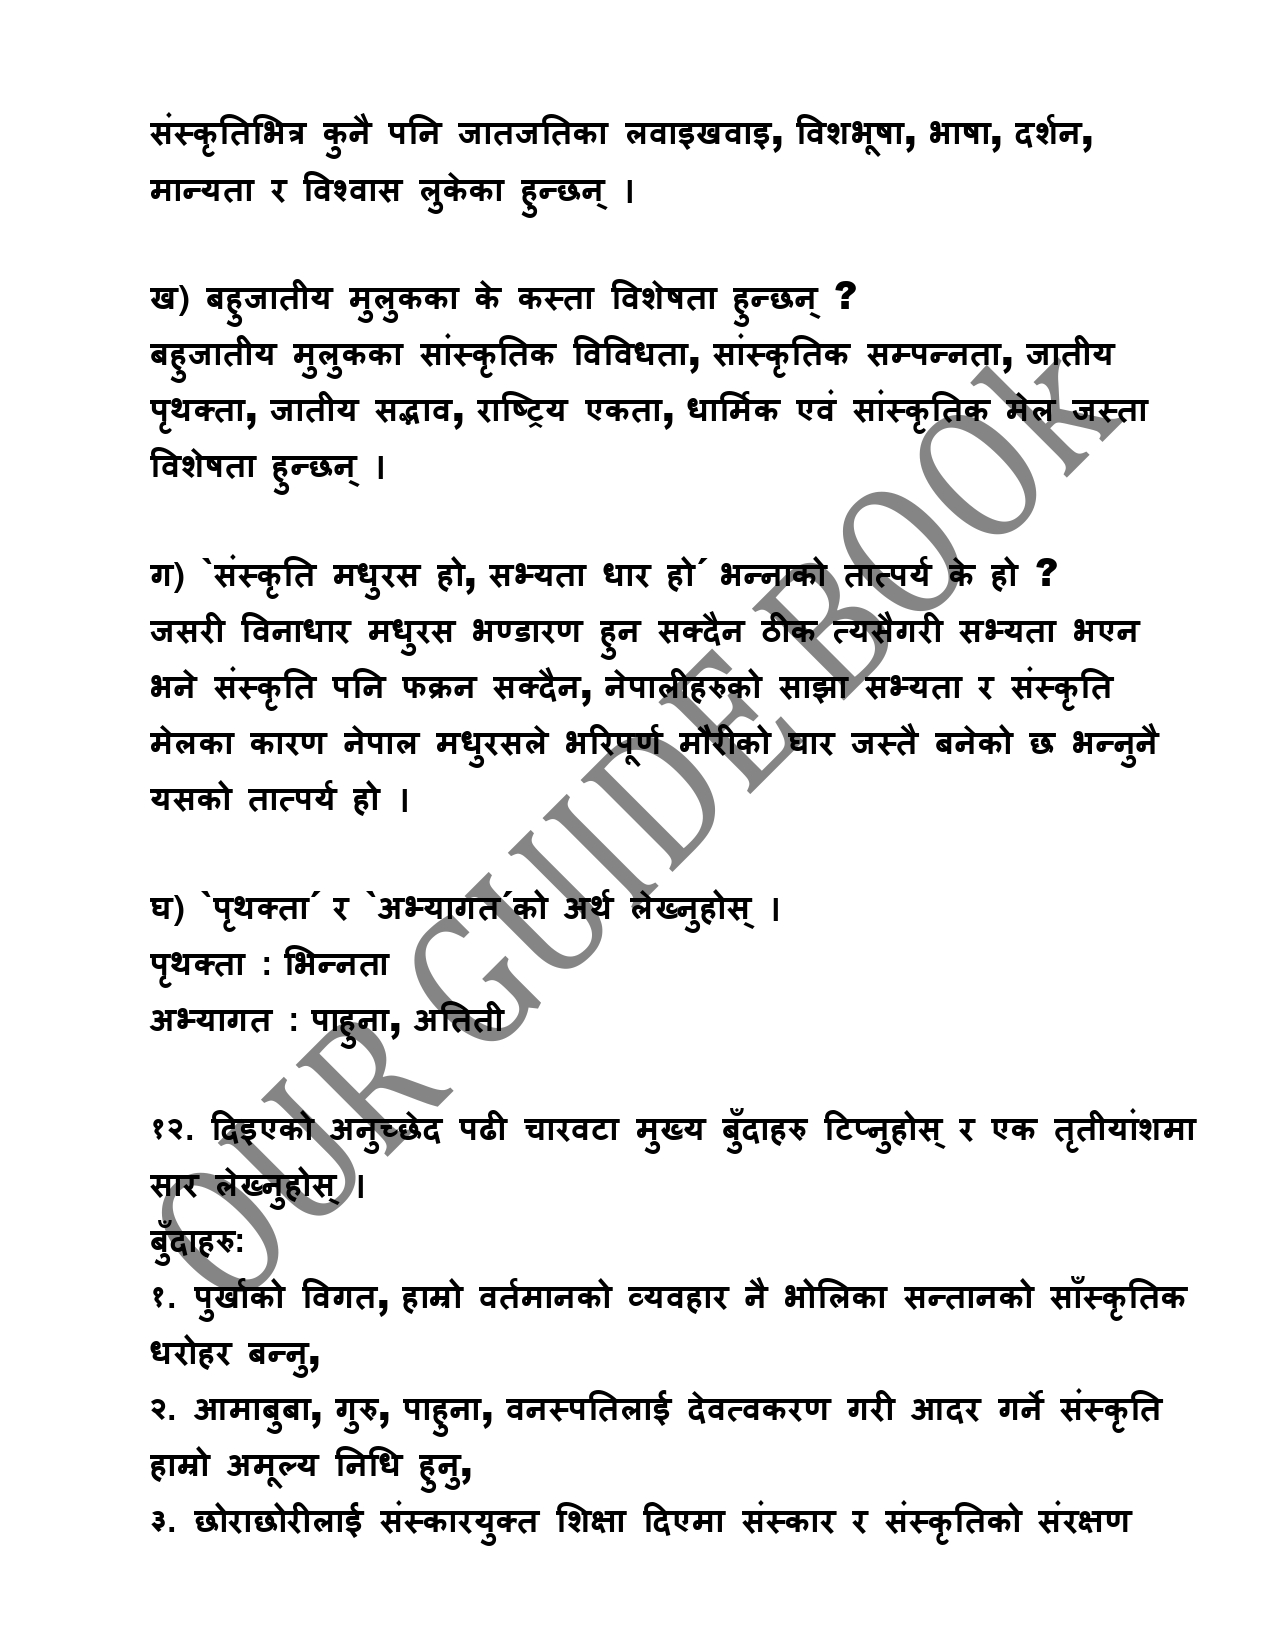 संस्कृतिभित्र कुनै पनि जातजतिका लवाइखवाइ, विशभूषा, भाषा, दर्शन,
मान्यता र विश्वास लुकेका हुन्छन् ।
ख) बहुजातीय मुलुकका के कस्ता विशेषता हुन्छन् ?
बहुजातीय मुलुकका सांस्कृतिक विविधता, सांस्कृतिक सम्पन्नता, जातीय
पृथक्ता, जातीय सद्भाव, राष्ट्रिय एकता, धार्मिक एवं सांस्कृतिक मेल जस्ता
विशेषता हुन्छन् ।
ग) `संस्कृति मधुरस हो, सभ्यता धार हो´ भन्नाको तात्पर्य के हो ?
जसरी विनाधार मधुरस भण्डारण हुन सक्दैन ठीक त्यसैगरी सभ्यता भएन
भने संस्कृति पनि फक्रन सक्दैन, नेपालीहरुको साझा सभ्यता र संस्कृति
मेलका कारण नेपाल मधुरसले भरिपूर्ण मौरीको घार जस्तै बनेको छ भन्नुनै
यसको तात्पर्य हो ।
घ) `पृथक्ता´ र `अभ्यागत´को अर्थ लेख्नुहोस् ।
पृथक्ता : भिन्नता
अभ्यागत : पाहुना, अतिती
१२. दिइएको अनुच्छेद पढी चारवटा मुख्य बुँदाहरु टिप्नुहोस् र एक तृतीयांशमा
सार लेख्नुहोस् ।
बुँदाहरु:
१. पुर्खाको विगत, हाम्रो वर्तमानको व्यवहार नै भोलिका सन्तानको साँस्कृतिक
धरोहर बन्नु,
२. आमाबुबा, गुरु, पाहुना, वनस्पतिलाई देवत्वकरण गरी आदर गर्ने संस्कृति
हाम्रो अमूल्य निधि हुनु,
३. छोराछोरीलाई संस्कारयुक्त शिक्षा दिएमा संस्कार र संस्कृतिको संरक्षण
OUR GUIDE BOOk